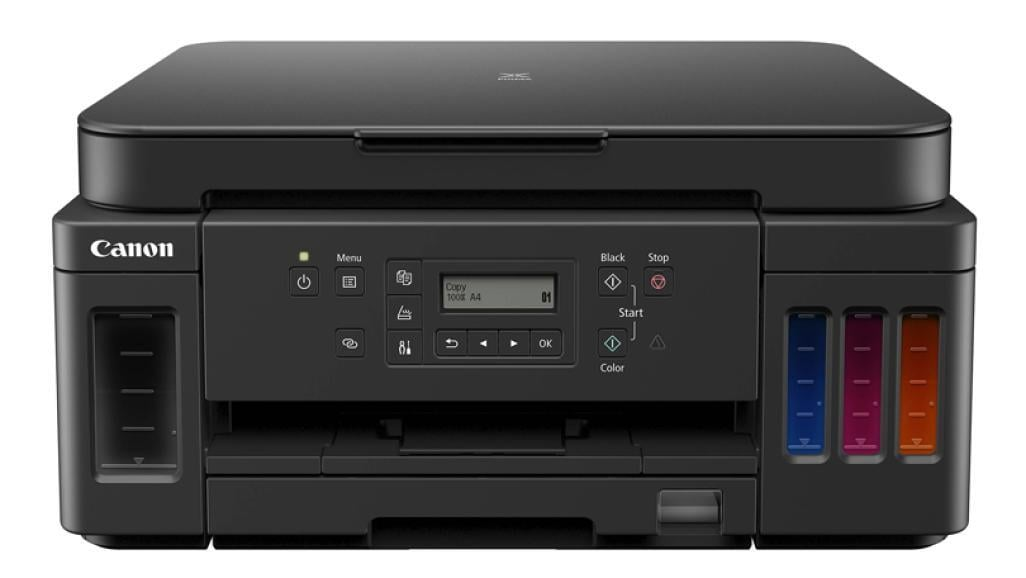 Canon
Menu
Copy
100% A4 01
OK
Black
Stop
Start
Color